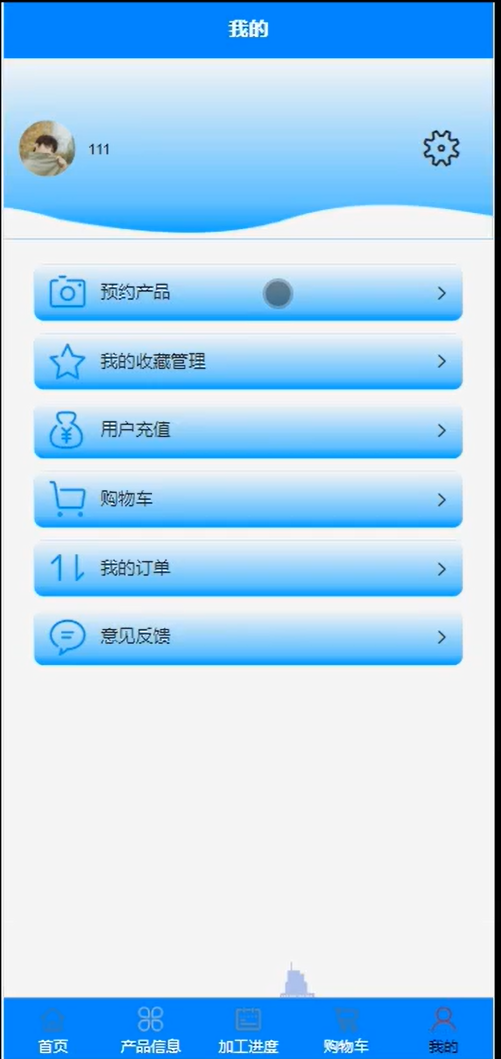 我的
111
预约产品
我的收藏管理
用户充值
购物车
我的订单
意见反馈
首页
产品信息
加工进度
购物车
我的